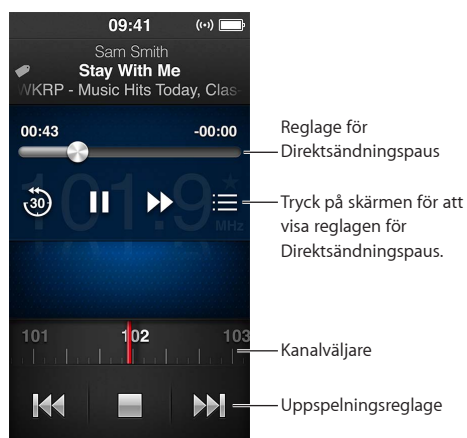 09:41
Sam Smith
Stay With Me
WKRP - Music Hits Today, Clas-
00:43 -00:00
Reglage för
Direktsändningspaus
101.9
MHz
30
Tryck på skärmen för att
visa reglagen för
Direktsändningspaus.
101 102 103
Kanalväljare
Uppspelningsreglage